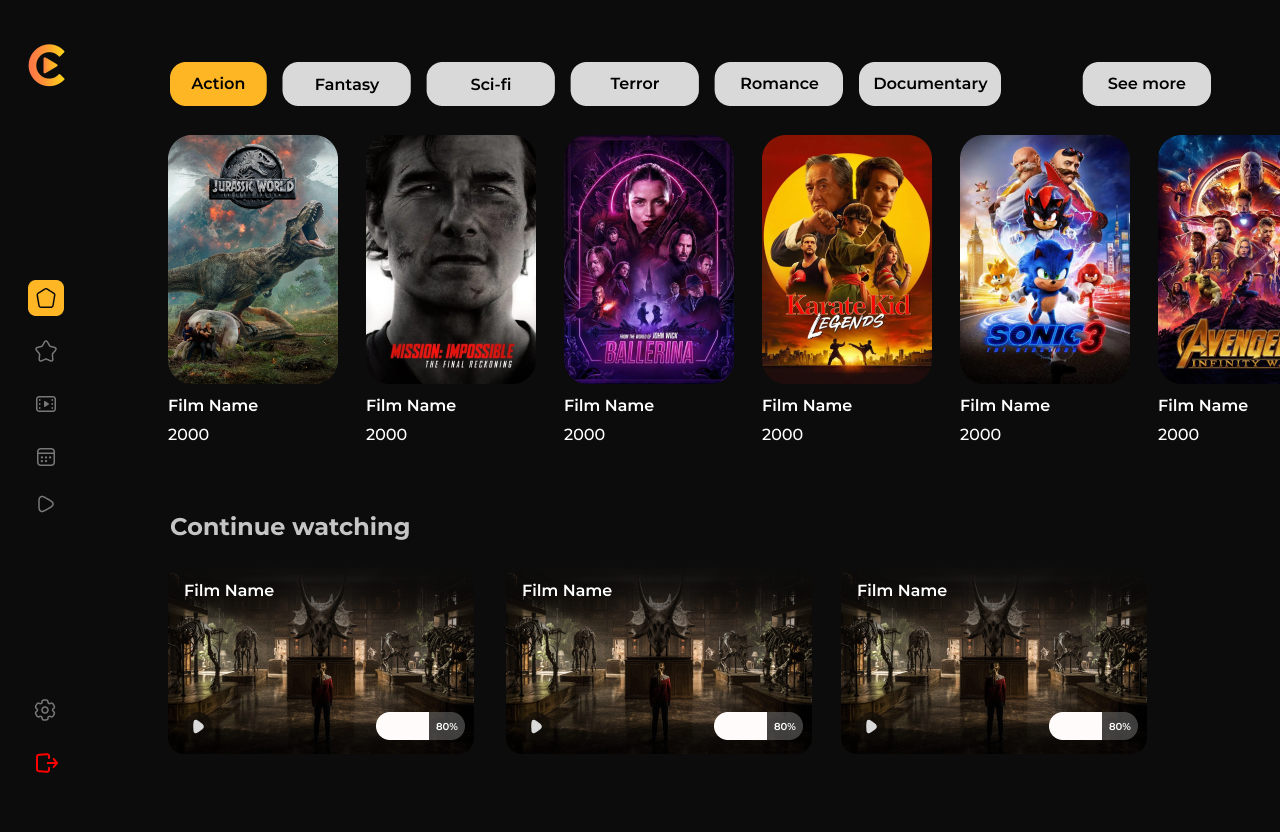 Action
Fantasy
Sci-fi
Terror
Romance
Documentary
See more
JURASSIC WORLD
MISSION: IMPOSSIBLE
THE FINAL RECKONING
FROM THE WORLD OF JOHN WICK
BALLERINA
Karate Kid
LEGENDS
SONIC 3
AVENGE
INFINITY WA
Film Name
Film Name
Film Name
Film Name
Film Name
Film Name
2000
2000
2000
2000
2000
2000
Continue watching
Film Name
Film Name
Film Name
80%
80%
80%